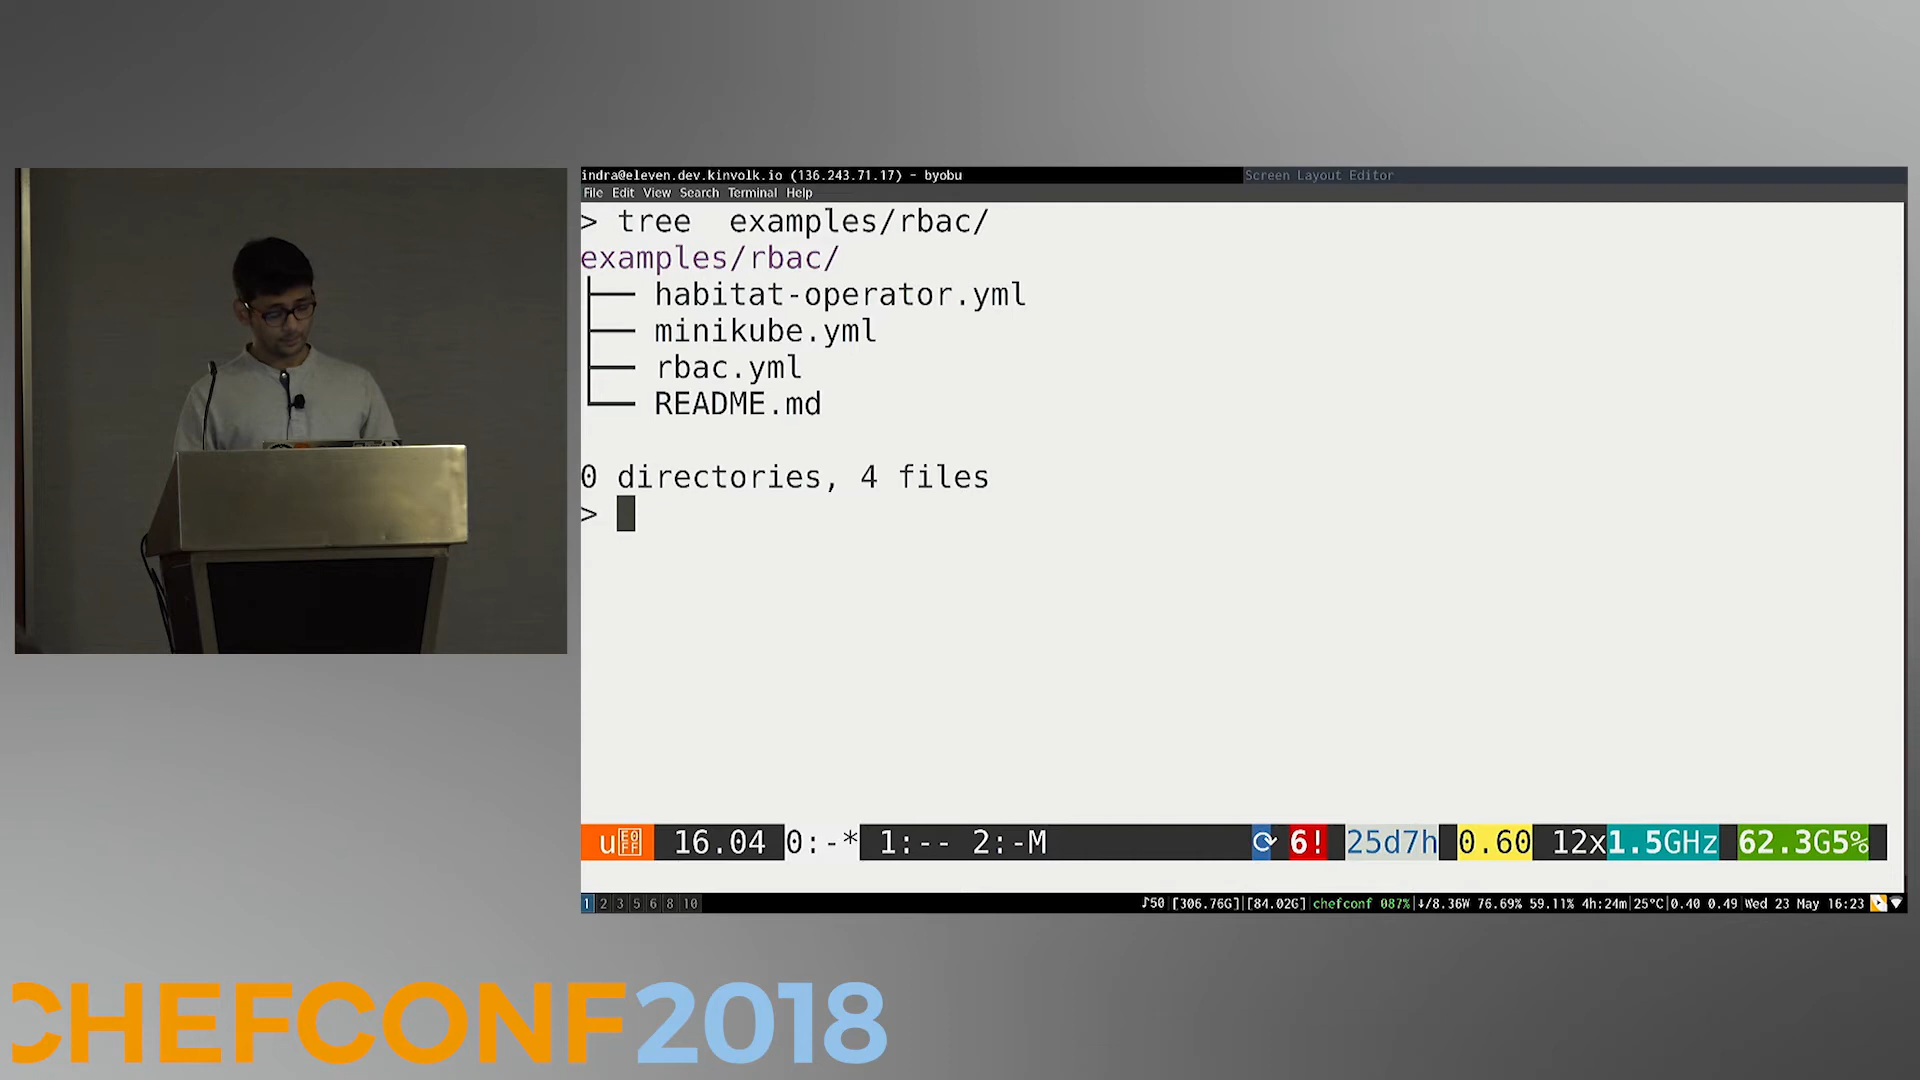 indra@eleven.dev.kinvolk.io (136.243.71.17) - byobu
Screen Layout Editor
File Edit View Search Terminal Help
> tree  examples/rbac/
examples/rbac/
├── habitat-operator.yml
├── minikube.yml
├── rbac.yml
└── README.md
0 directories, 4 files
>
u 16.04 0:-* 1:-- 2:-M ⟳ 6! 25d7h 0.60 12x1.5GHz 62.3G5%
1 2 3 5 6 8 10 ♪50 [306.76G]|[84.02G]|chefconf 087%|↓/8.36W 76.69% 59.11% 4h:24m|25°C|0.40 0.49|Wed 23 May 16:23
CHEFCONF2018